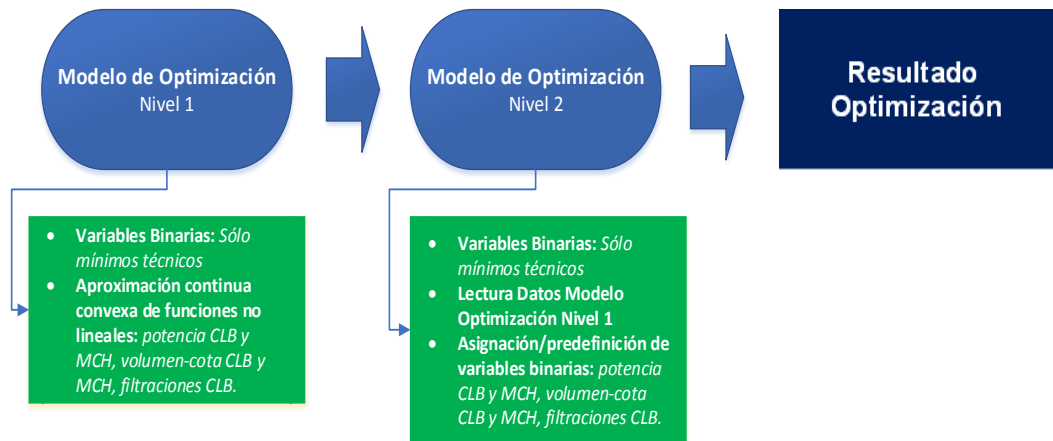 Modelo de Optimización
Nivel 1
Modelo de Optimización
Nivel 2
Resultado
Optimización
• Variables Binarias: Sólo
mínimos técnicos
• Aproximación continua
convexa de funciones no
lineales: potencia CLB y
MCH, volumen-cota CLB y
MCH, filtraciones CLB.
• Variables Binarias: Sólo
mínimos técnicos
• Lectura Datos Modelo
Optimización Nivel 1
• Asignación/predefinición de
variables binarias: potencia
CLB y MCH, volumen-cota
CLB y MCH, filtraciones CLB.